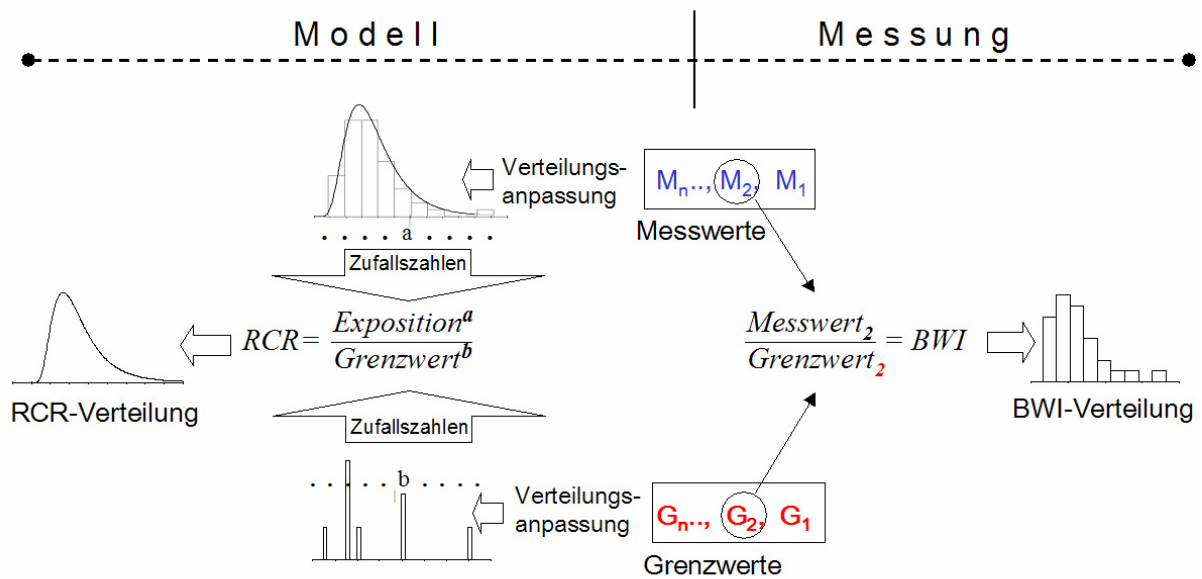 Modell
Messung
Verteilungs-
anpassung
Mn.., M2, M1
Messwerte
. . . . . a . . . . .
Zufallszahlen
RCR= Expositionᵃ / Grenzwertᵇ
Messwert₂ / Grenzwert₂ = BWI
RCR-Verteilung
BWI-Verteilung
Zufallszahlen
. . . . . b . . . . .
Verteilungs-
anpassung
Gn.., G2, G1
Grenzwerte